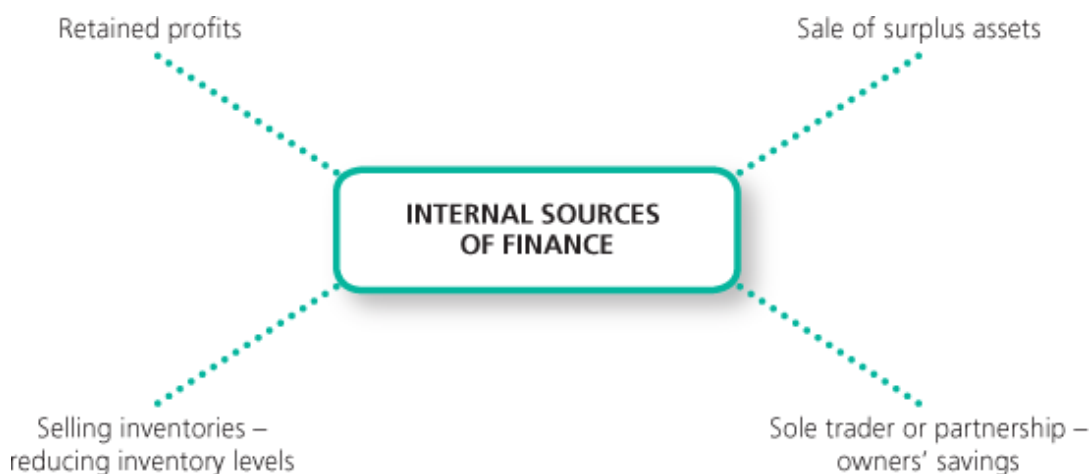 Retained profits
Sale of surplus assets
INTERNAL SOURCES
OF FINANCE
Selling inventories –
reducing inventory levels
Sole trader or partnership –
owners’ savings